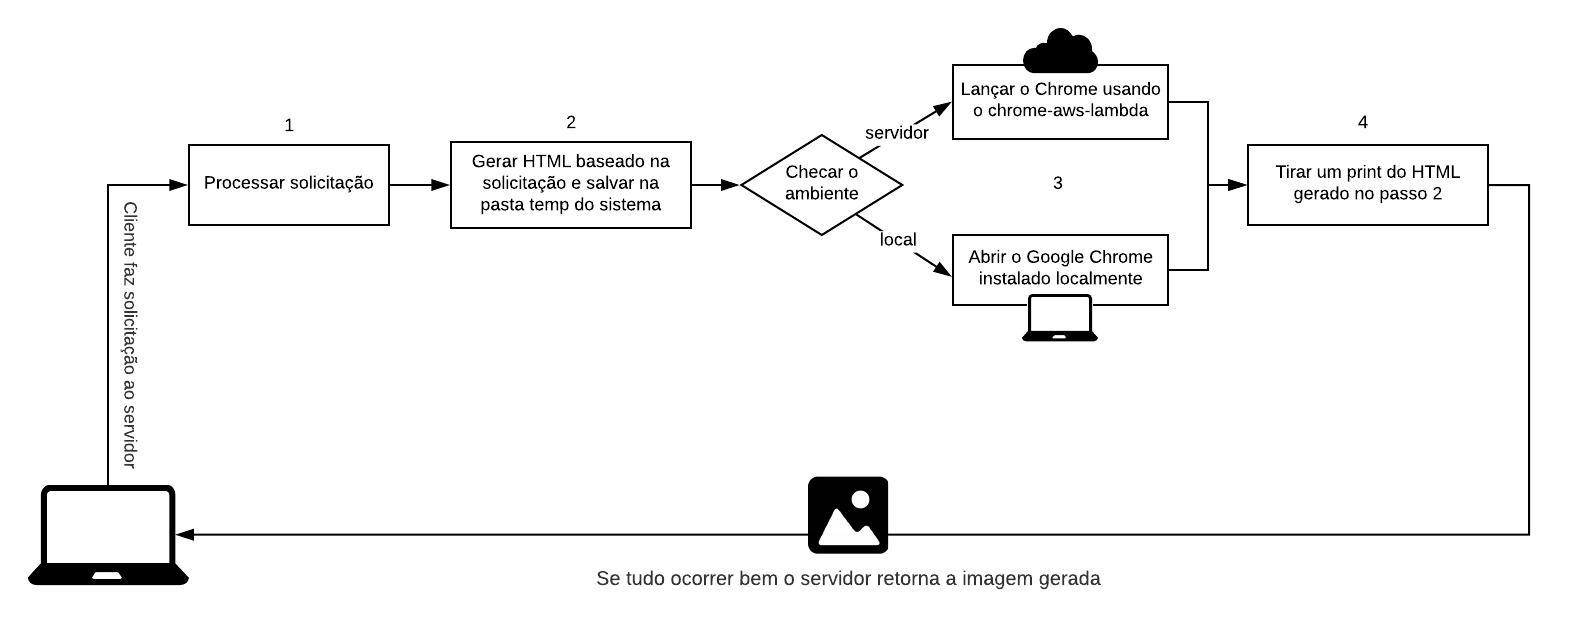 1
Processar solicitação
2
Gerar HTML baseado na
solicitação e salvar na
pasta temp do sistema
Checar o
ambiente
servidor
local
3
Lançar o Chrome usando
o chrome-aws-lambda
Abrir o Google Chrome
instalado localmente
4
Tirar um print do HTML
gerado no passo 2
Cliente faz solicitação ao servidor
Se tudo ocorrer bem o servidor retorna a imagem gerada